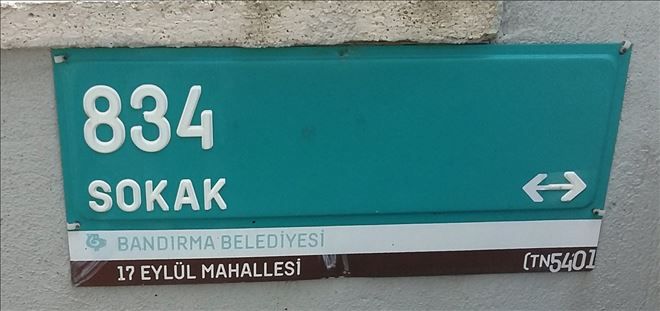 834
SOKAK
BANDIRMA BELEDİYESİ
17 EYLÜL MAHALLESİ (TN5401